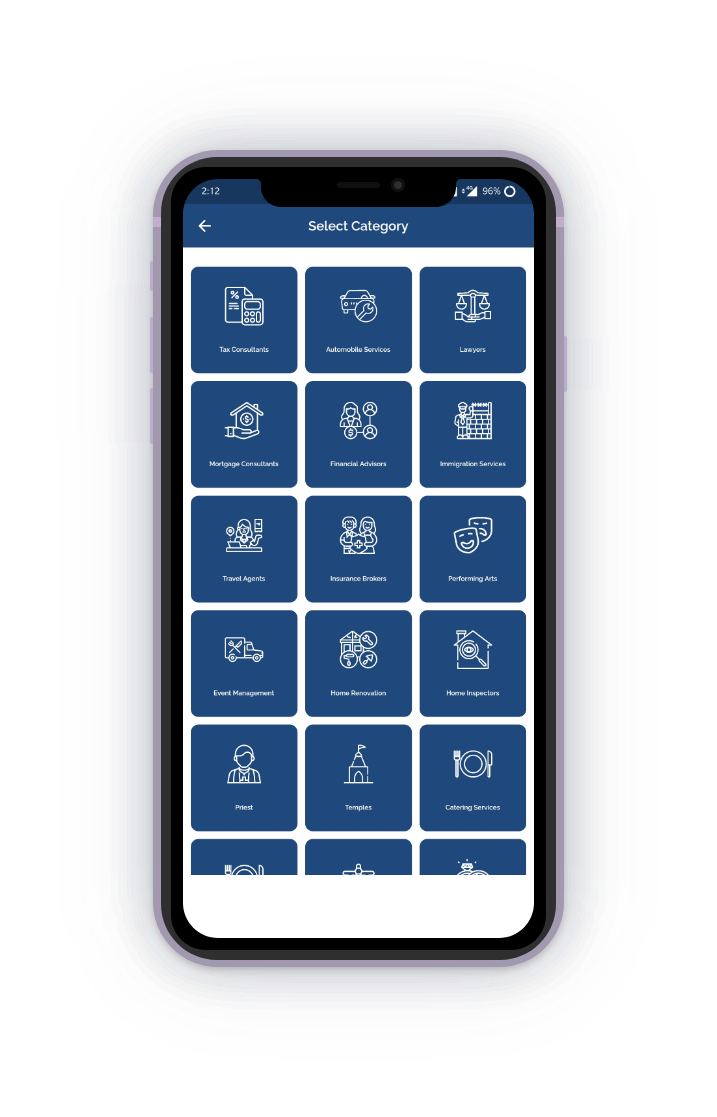 2:12
4G 96%
Select Category
%
Tax Consultants
Automobile Services
Lawyers
$
$
Mortgage Consultants
Financial Advisors
Immigration Services
Travel Agents
Insurance Brokers
Performing Arts
Event Management
Home Renovation
Home Inspectors
Priest
Temples
Catering Services